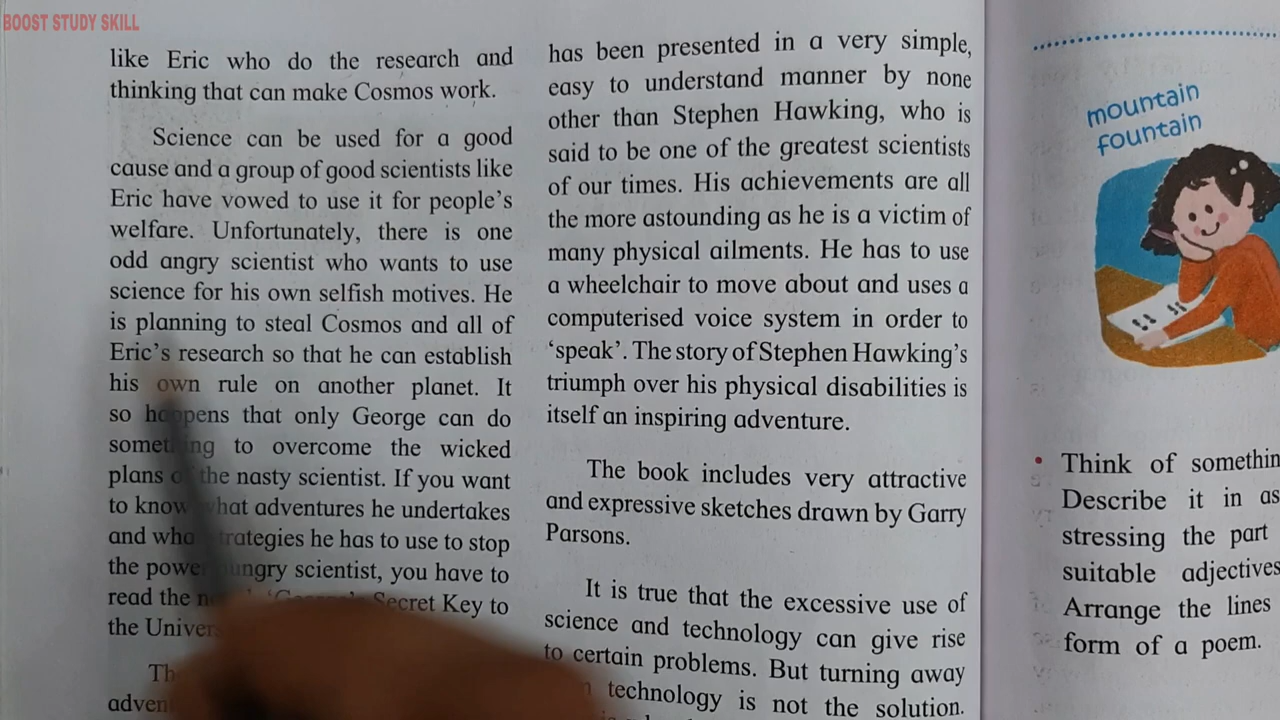 BOOST STUDY SKILL
like Eric who do the research and
thinking that can make Cosmos work.
Science can be used for a good
cause and a group of good scientists like
Eric have vowed to use it for people's
welfare. Unfortunately, there is one
odd angry scientist who wants to use
science for his own selfish motives. He
is planning to steal Cosmos and all of
Eric's research so that he can establish
his own rule on another planet. It
so happens that only George can do
something to overcome the wicked
plans of the nasty scientist. If you want
to know what adventures he undertakes
and what strategies he has to use to stop
the power hungry scientist, you have to
read the 'George's Secret Key to
the Univers
Th
adven
has been presented in a very simple,
easy to understand manner by none
other than Stephen Hawking, who is
said to be one of the greatest scientists
of our times. His achievements are all
the more astounding as he is a victim of
many physical ailments. He has to use
a wheelchair to move about and uses a
computerised voice system in order to
'speak'. The story of Stephen Hawking's
triumph over his physical disabilities is
itself an inspiring adventure.
The book includes very attractive
and expressive sketches drawn by Garry
Parsons.
It is true that the excessive use of
science and technology can give rise
to certain problems. But turning away
technology is not the solution.
mountain
fountain
• Think of somethin
Describe it in as
stressing the part
suitable adjectives
Arrange the lines
form of a poem.